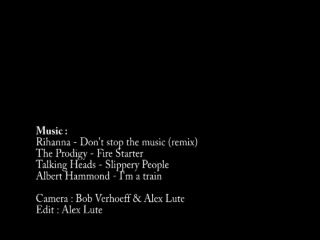 Music :
Rihanna - Don't stop the music (remix)
The Prodigy - Fire Starter
Talking Heads - Slippery People
Albert Hammond - I'm a train
Camera : Bob Verhoeff & Alex Lute
Edit : Alex Lute